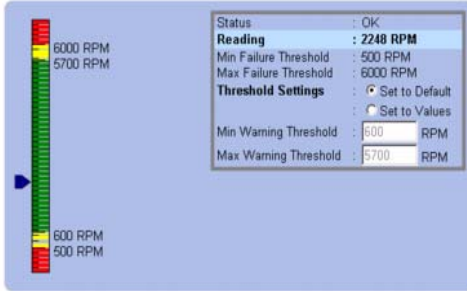 6000 RPM
5700 RPM
600 RPM
500 RPM
Status : OK
Reading : 2248 RPM
Min Failure Threshold : 500 RPM
Max Failure Threshold : 6000 RPM
Threshold Settings : Set to Default
: Set to Values
Min Warning Threshold : 600 RPM
Max Warning Threshold : 5700 RPM